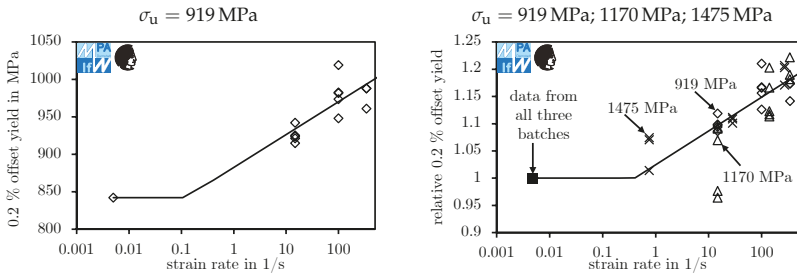 σu = 919 MPa
0.2 % offset yield in MPa
1050
1000
950
900
850
800
0.001 0.01 0.1 1 10 100
strain rate in 1/s
M PA
If W
σu = 919 MPa; 1170 MPa; 1475 MPa
relative 0.2 % offset yield
1.25
1.2
1.15
1.1
1.05
1
0.95
0.9
0.001 0.01 0.1 1 10 100
strain rate in 1/s
M PA
If W
data from
all three
batches
1475 MPa
919 MPa
1170 MPa